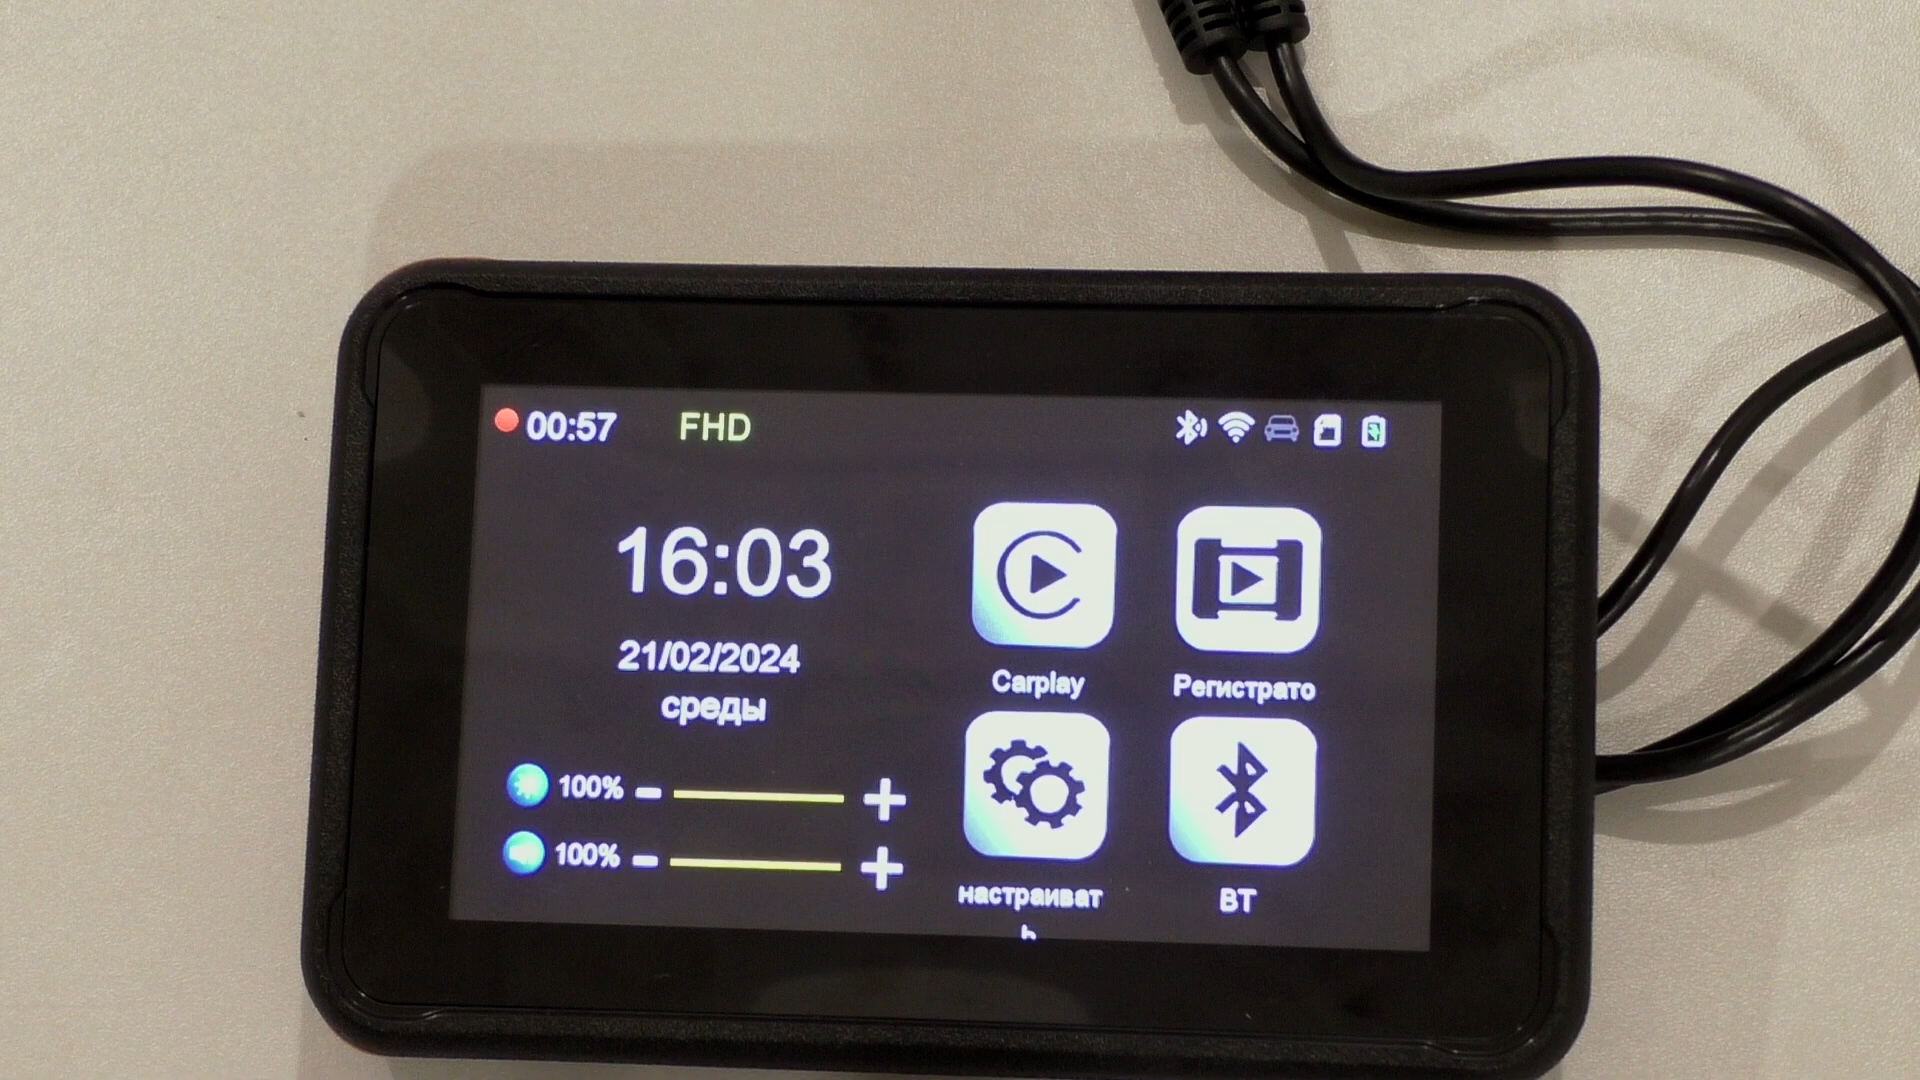 00:57 FHD
16:03
21/02/2024
среды
100%
100%
Carplay
Регистрато
настраиват
ь
BT